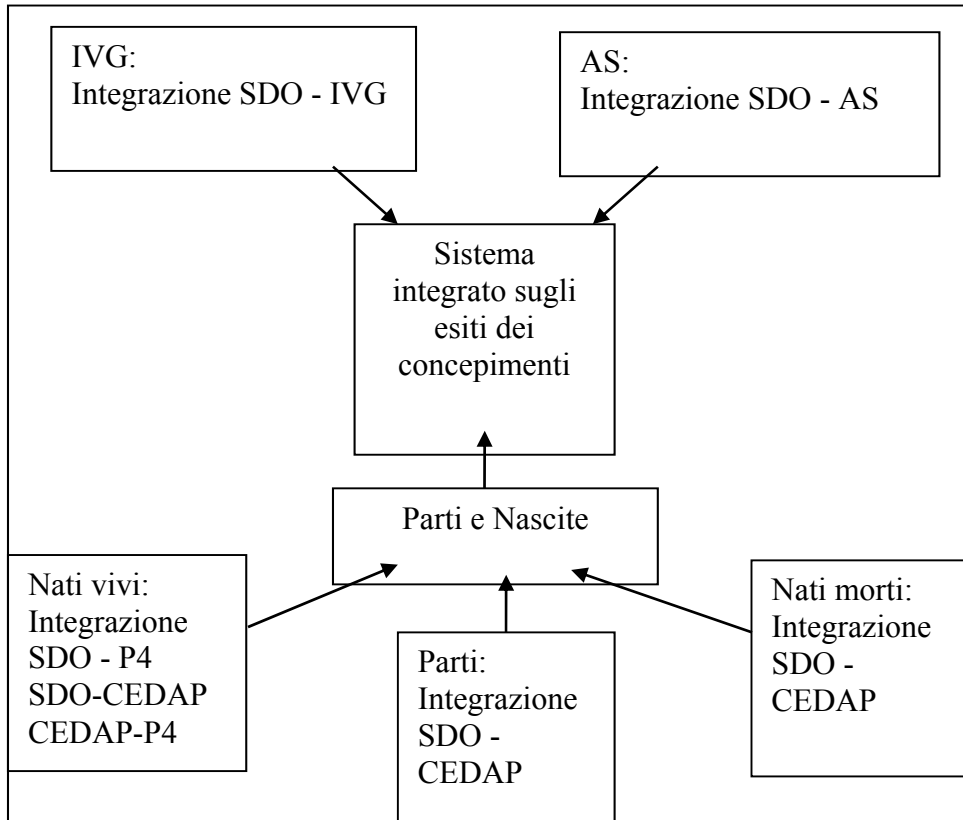 IVG:
Integrazione SDO - IVG
AS:
Integrazione SDO - AS
Sistema
integrato sugli
esiti dei
concepimenti
Parti e Nascite
Nati vivi:
Integrazione
SDO - P4
SDO-CEDAP
CEDAP-P4
Parti:
Integrazione
SDO -
CEDAP
Nati morti:
Integrazione
SDO -
CEDAP